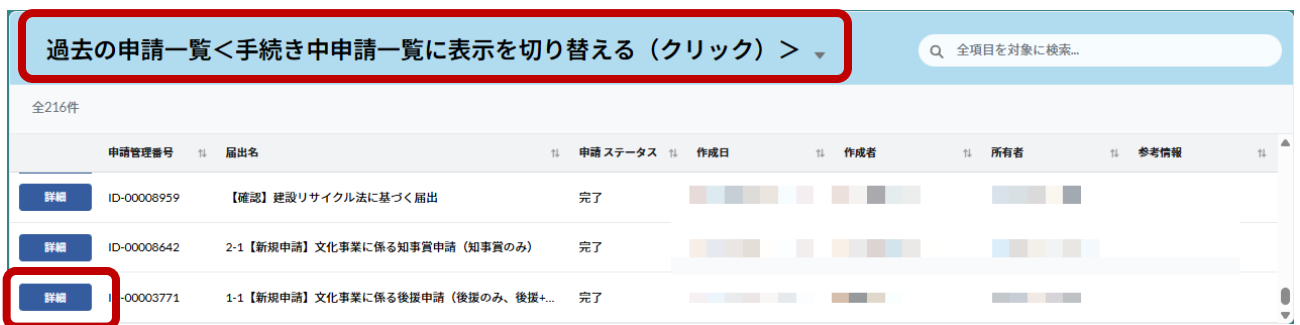 過去の申請一覧＜手続き中申請一覧に表示を切り替える（クリック）＞
全項目を対象に検索...
全216件
申請管理番号 届出名 申請 ステータス 作成日 作成者 所有者 参考情報
詳細 ID-00008959 【確認】建設リサイクル法に基づく届出 完了
詳細 ID-00008642 2-1【新規申請】文化事業に係る知事賞申請（知事賞のみ） 完了
詳細 ID-00003771 1-1【新規申請】文化事業に係る後援申請（後援のみ、後援+... 完了